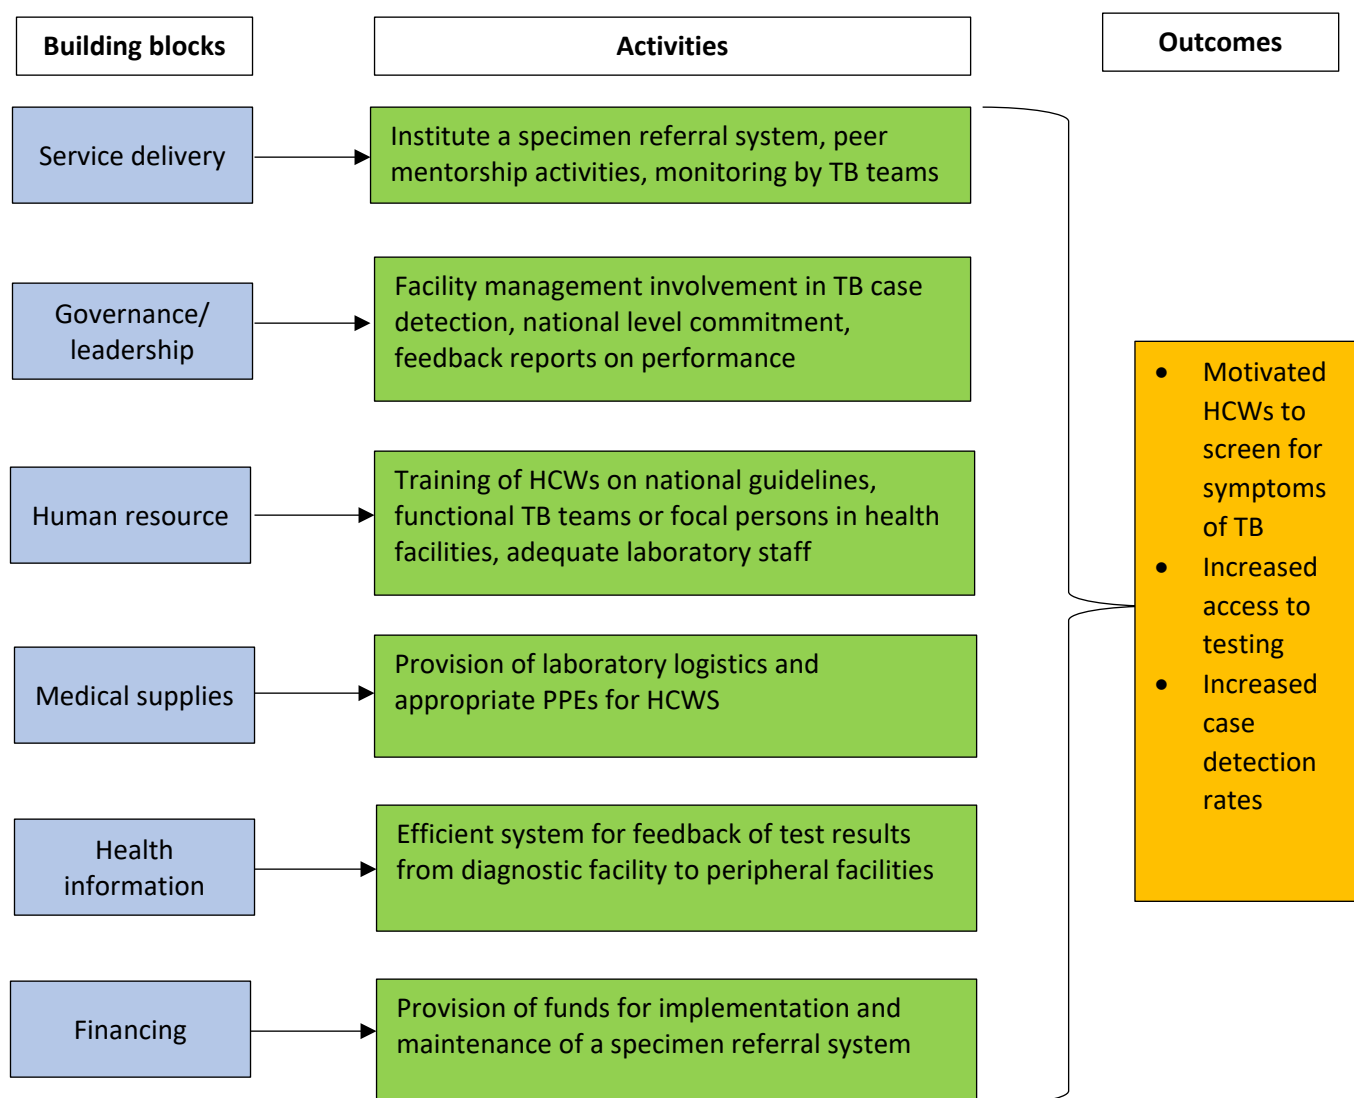 Building blocks
Activities
Outcomes
Service delivery
Institute a specimen referral system, peer
mentorship activities, monitoring by TB teams
Governance/
leadership
Facility management involvement in TB case
detection, national level commitment,
feedback reports on performance
Human resource
Training of HCWs on national guidelines,
functional TB teams or focal persons in health
facilities, adequate laboratory staff
Medical supplies
Provision of laboratory logistics and
appropriate PPEs for HCWS
Health
information
Efficient system for feedback of test results
from diagnostic facility to peripheral facilities
Financing
Provision of funds for implementation and
maintenance of a specimen referral system
• Motivated
HCWs to
screen for
symptoms
of TB
• Increased
access to
testing
• Increased
case
detection
rates